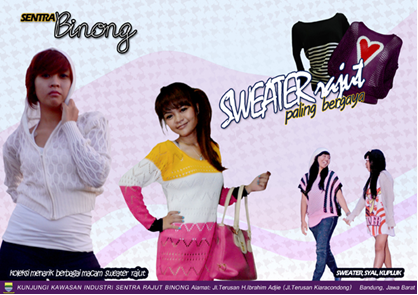 SENTRA Binong
SWEATER rajut
paling bergaya
Koleksi menarik berbagai macam sweater rajut
SWEATER, SYAL, KUPLUK
KUNJUNGI KAWASAN INDUSTRI SENTRA RAJUT BINONG Alamat: Jl.Terusan H.Ibrahim Adjie (Jl.Terusan Kiaracondong) Bandung, Jawa Barat